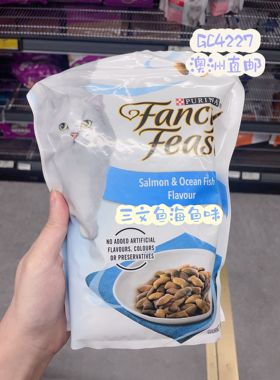 GC4227
澳洲直邮
PURINA
Fancy
Feast
Salmon & Ocean Fish
Flavour
三文鱼海鱼味
NO ADDED ARTIFICIAL
FLAVOURS, COLOURS
OR PRESERVATIVES